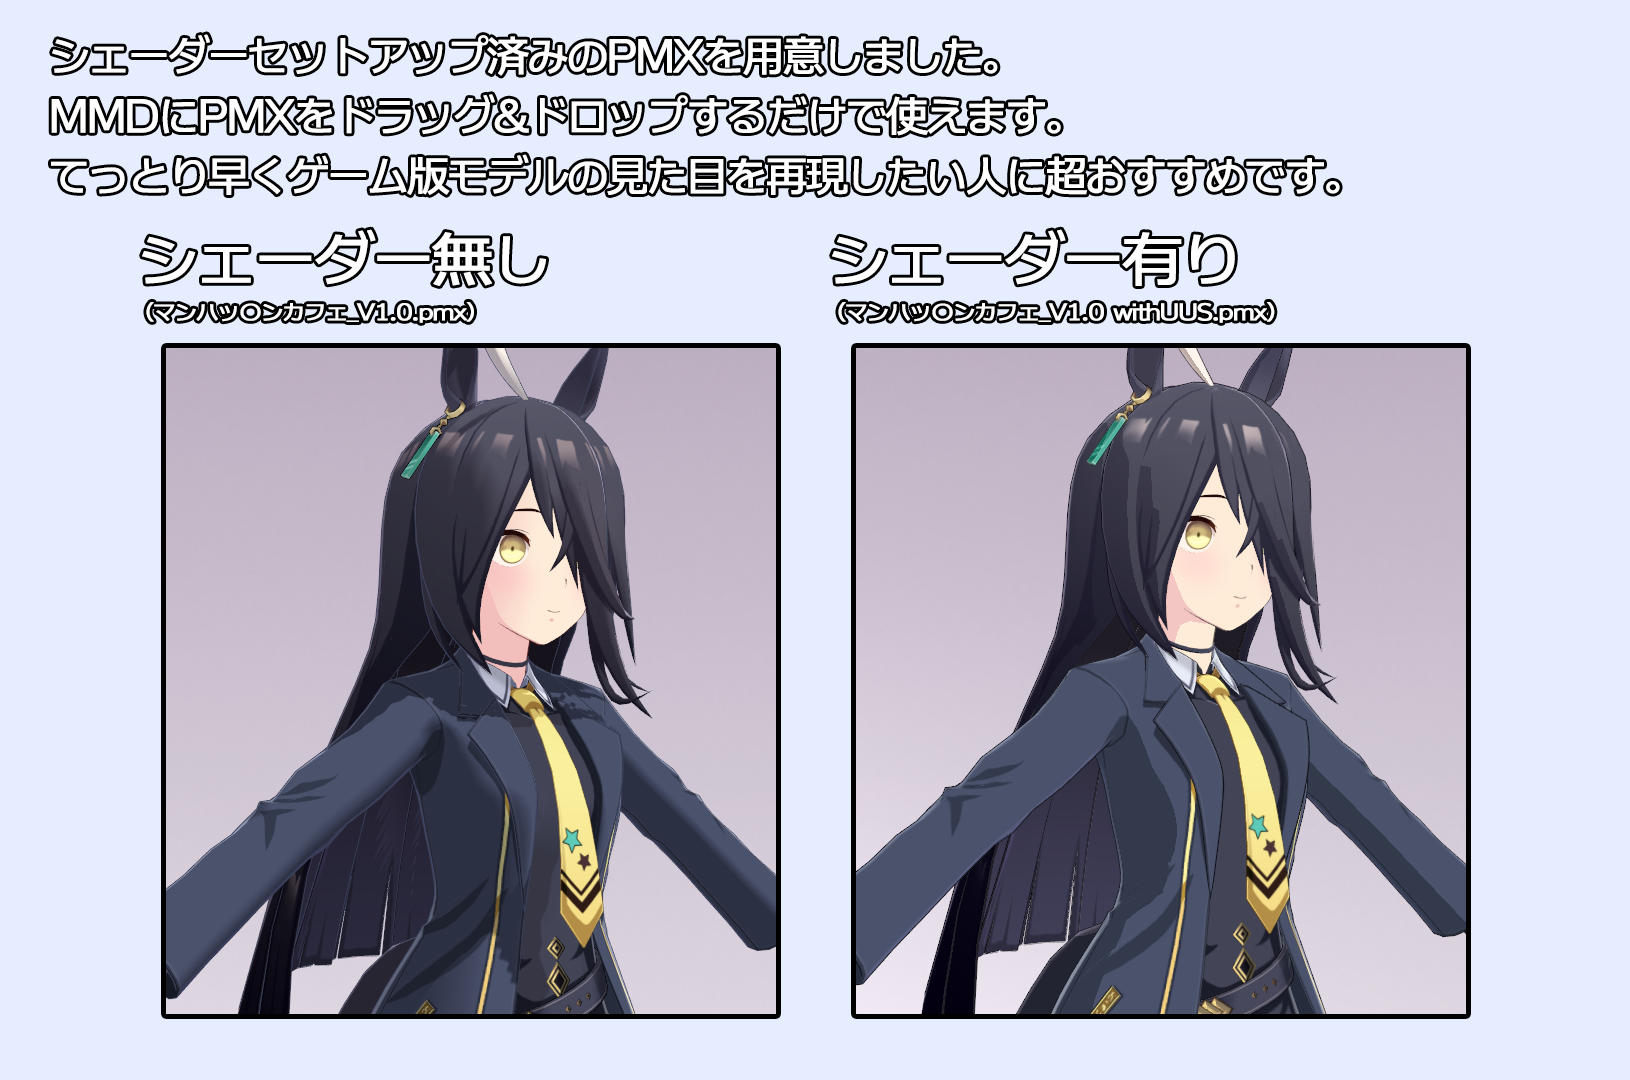 シェーダーセットアップ済みのPMXを用意しました。
MMDにPMXをドラッグ&ドロップするだけで使えます。
てっとり早くゲーム版モデルの見た目を再現したい人に超おすすめです。
シェーダー無し
（マンハッ〇ンカフェ_V1.0.pmx）
シェーダー有り
（マンハッ〇ンカフェ_V1.0 withUUS.pmx）